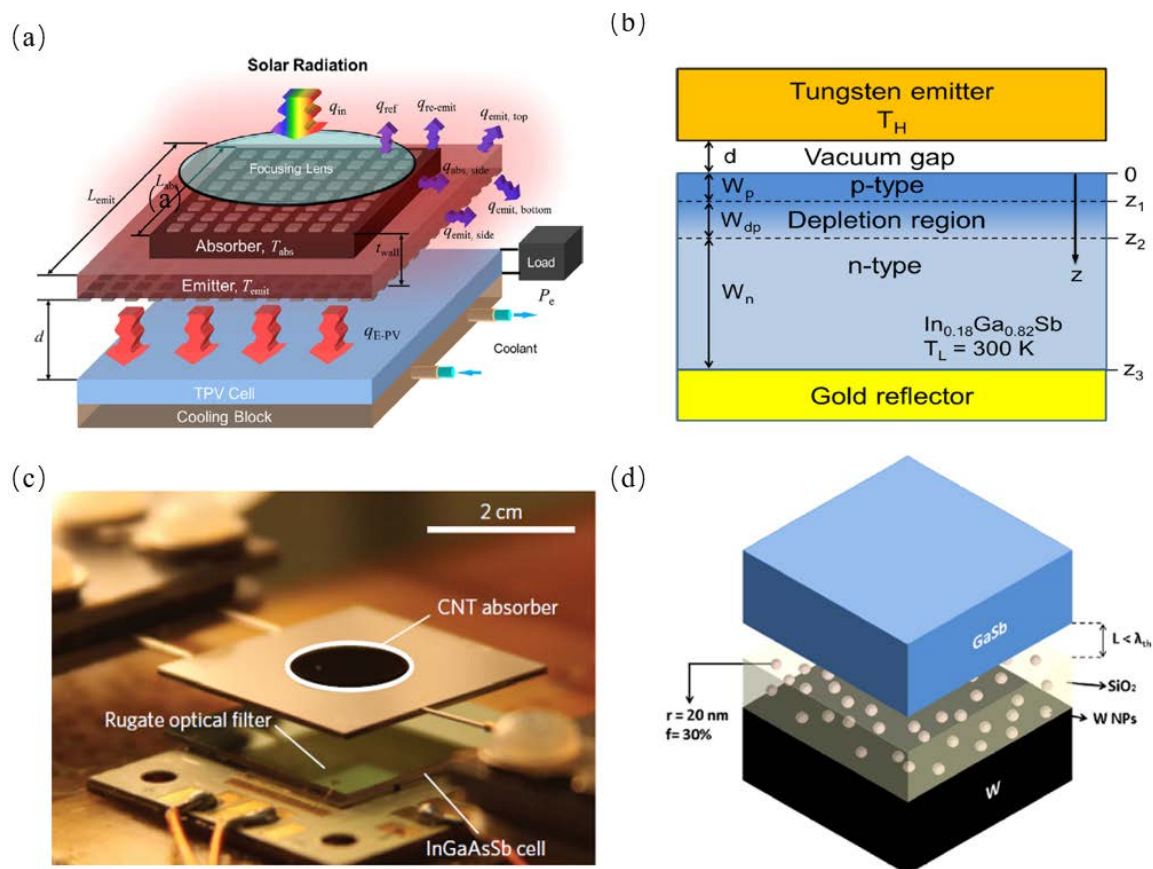 (a)
Solar Radiation
q_in
q_ref
q_re-emit
q_emit, top
Focusing Lens
L_emit
L_abs
(a)
q_abs, side
q_emit, bottom
q_emit, side
Absorber, T_abs
t_wall
Emitter, T_emit
Load
P_e
d
q_E-PV
Coolant
TPV Cell
Cooling Block
(b)
Tungsten emitter
T_H
d
Vacuum gap
0
W_p
p-type
z_1
W_dp
Depletion region
z_2
n-type
z
W_n
In_0.18Ga_0.82Sb
T_L = 300 K
z_3
Gold reflector
(c)
2 cm
CNT absorber
Rugate optical filter
InGaAsSb cell
(d)
GaSb
L < λ_th
SiO_2
r = 20 nm
f= 30%
W NPs
W